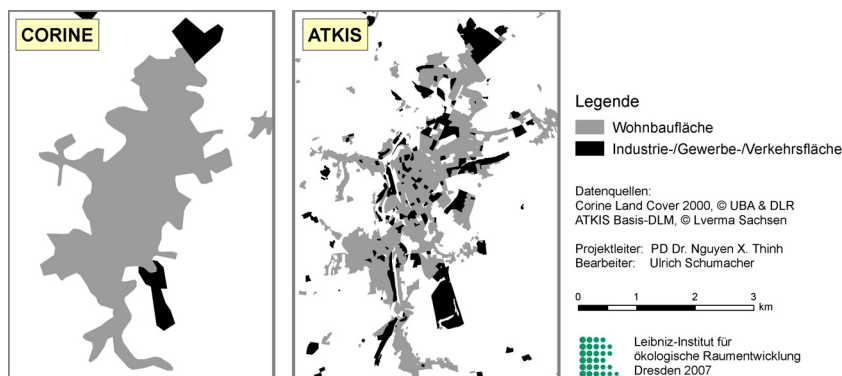 CORINE
ATKIS
Legende
Wohnbaufläche
Industrie-/Gewerbe-/Verkehrsfläche
Datenquellen:
Corine Land Cover 2000, © UBA & DLR
ATKIS Basis-DLM, © Lverma Sachsen
Projektleiter: PD Dr. Nguyen X. Thinh
Bearbeiter: Ulrich Schumacher
0 1 2 3
km
Leibniz-Institut für
ökologische Raumentwicklung
Dresden 2007